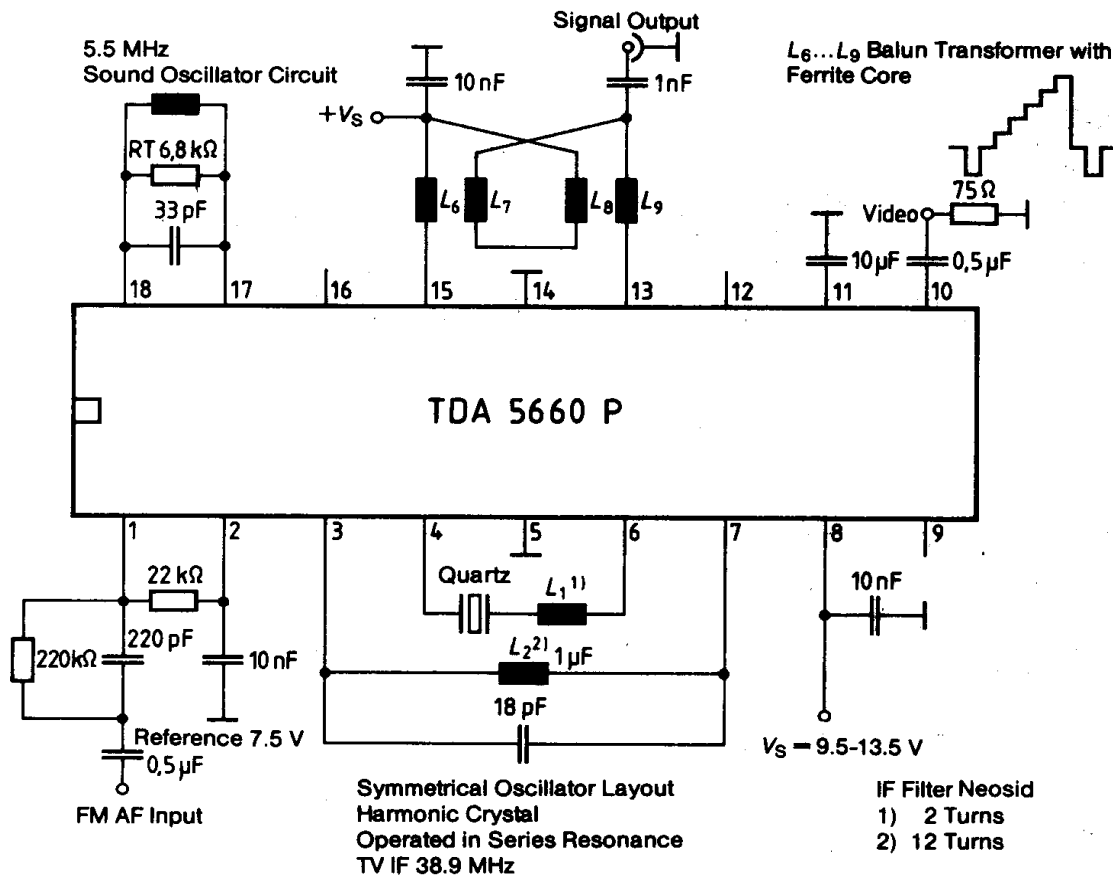 Signal Output
5.5 MHz
Sound Oscillator Circuit
L6...L9 Balun Transformer with
Ferrite Core
10 nF
1 nF
+VS
RT 6,8 kΩ
33 pF
L6
L7
L8
L9
75 Ω
Video
10 µF
0,5 µF
18
17
16
15
14
13
12
11
10
TDA 5660 P
1
2
3
4
5
6
7
8
9
22 kΩ
Quartz
L1 1)
10 nF
220 kΩ
220 pF
10 nF
L2 2)
1 µF
18 pF
Reference 7.5 V
0,5 µF
VS = 9.5-13.5 V
FM AF Input
Symmetrical Oscillator Layout
Harmonic Crystal
Operated in Series Resonance
TV IF 38.9 MHz
IF Filter Neosid
1) 2 Turns
2) 12 Turns